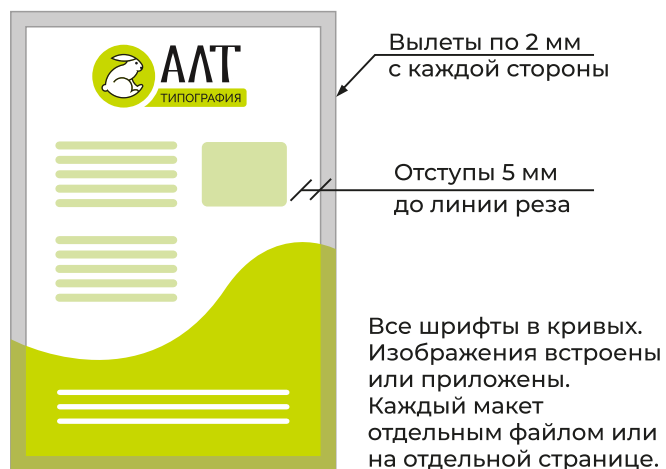 АЛТ
ТИПОГРАФИЯ
Вылеты по 2 мм
с каждой стороны
Отступы 5 мм
до линии реза
Все шрифты в кривых.
Изображения встроены
или приложены.
Каждый макет
отдельным файлом или
на отдельной странице.